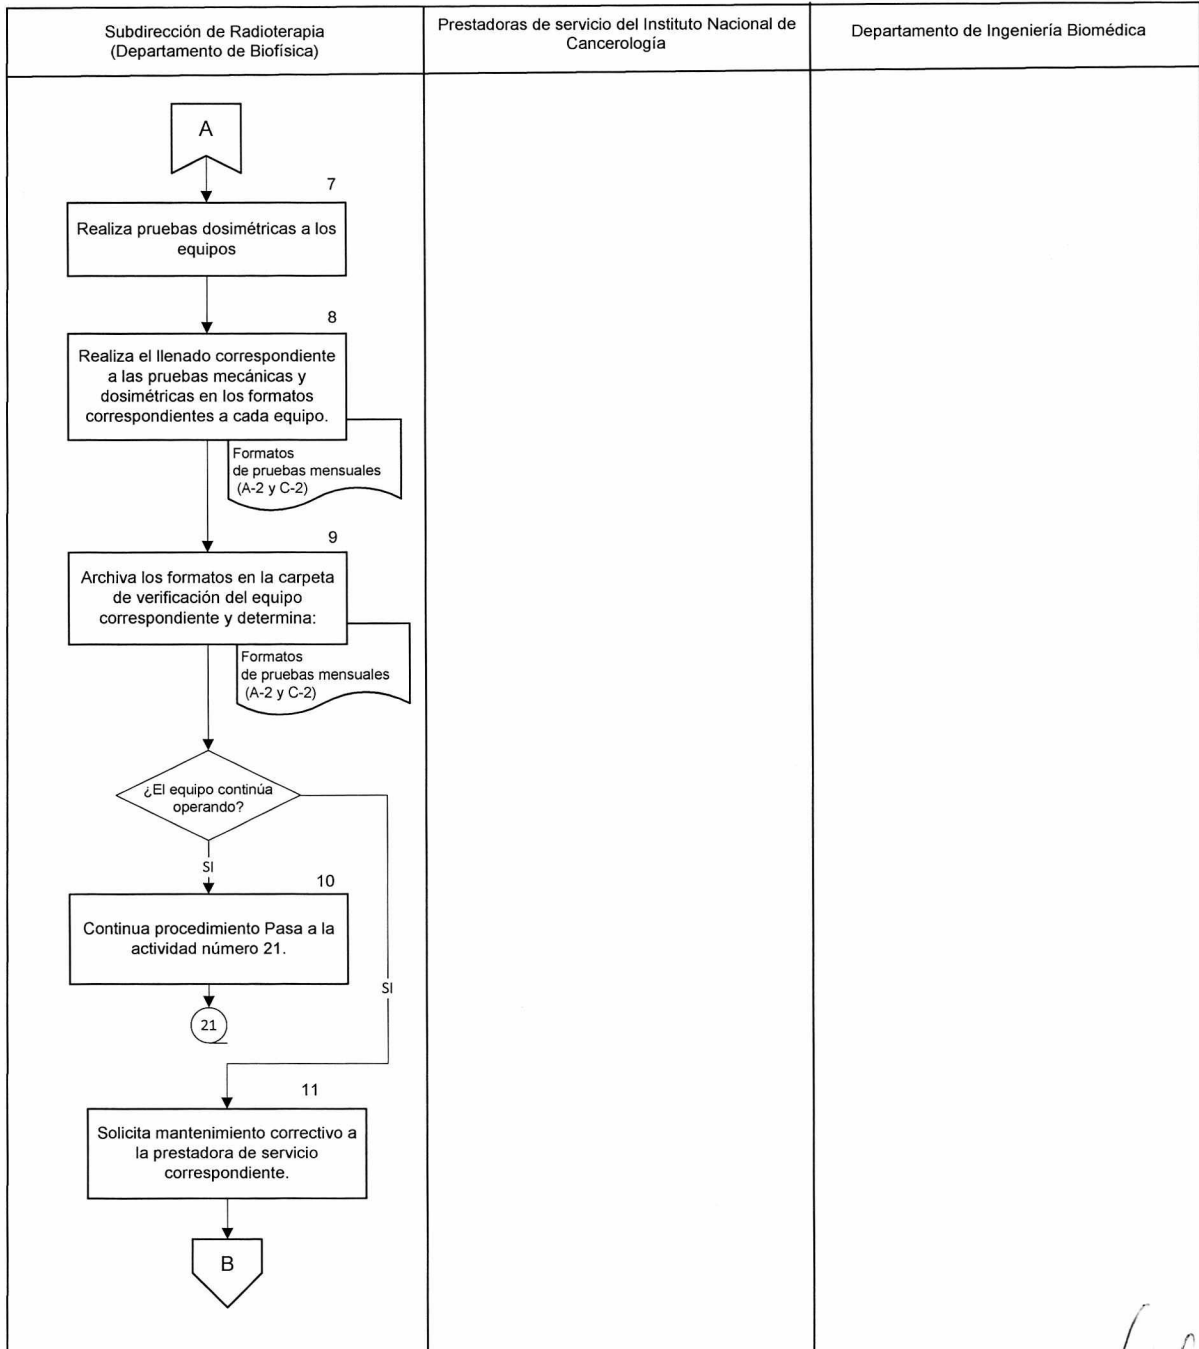 Subdirección de Radioterapia
(Departamento de Biofísica)
Prestadoras de servicio del Instituto Nacional de
Cancerología
Departamento de Ingeniería Biomédica
A
7
Realiza pruebas dosimétricas a los
equipos
8
Realiza el llenado correspondiente
a las pruebas mecánicas y
dosimétricas en los formatos
correspondientes a cada equipo.
Formatos
de pruebas mensuales
(A-2 y C-2)
9
Archiva los formatos en la carpeta
de verificación del equipo
correspondiente y determina:
Formatos
de pruebas mensuales
(A-2 y C-2)
¿El equipo continúa
operando?
SI
10
Continua procedimiento Pasa a la
actividad número 21.
SI
21
11
Solicita mantenimiento correctivo a
la prestadora de servicio
correspondiente.
B